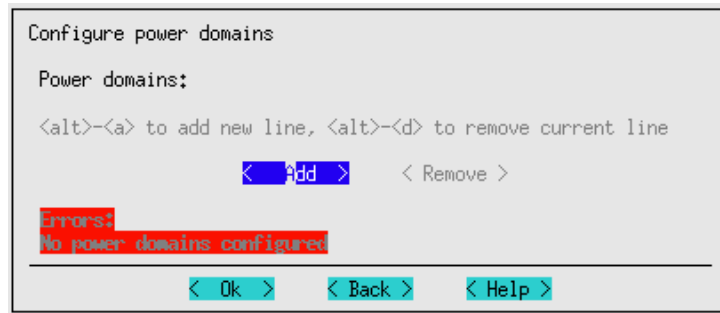 Configure power domains
Power domains:
<alt>-<a> to add new line, <alt>-<d> to remove current line
< Add > < Remove >
Errors:
No power domains configured
< Ok > < Back > < Help >